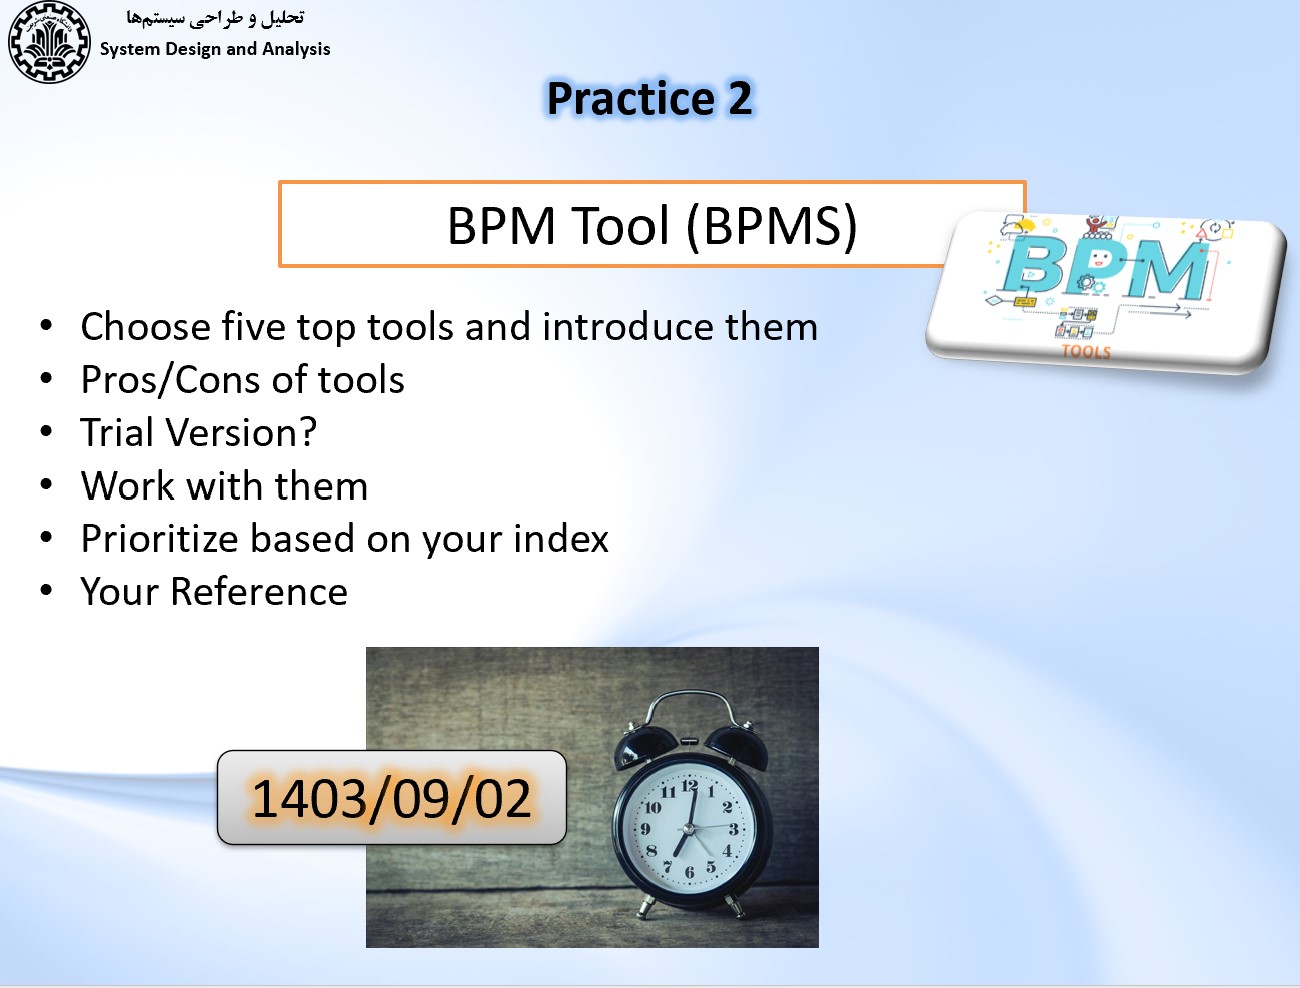 تحلیل و طراحی سیستم‌ها
System Design and Analysis
Practice 2
BPM Tool (BPMS)
BPM
TOOLS
• Choose five top tools and introduce them
• Pros/Cons of tools
• Trial Version?
• Work with them
• Prioritize based on your index
• Your Reference
1403/09/02
12
1
2
3
4
5
6
7
8
9
10
11